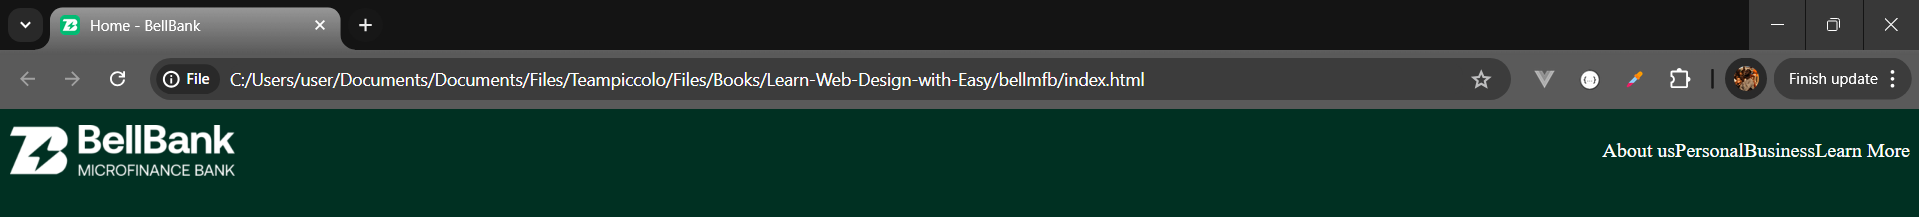 Home - BellBank
File C:/Users/user/Documents/Documents/Files/Teampiccolo/Files/Books/Learn-Web-Design-with-Easy/bellmfb/index.html Finish update
BellBank
MICROFINANCE BANK
About usPersonalBusinessLearn More